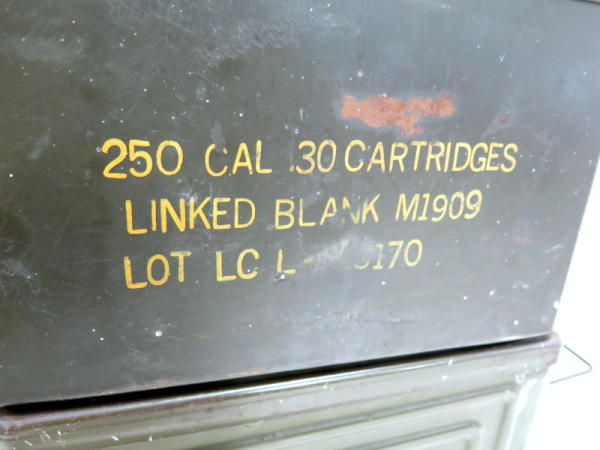 250 CAL .30 CARTRIDGES
LINKED BLANK M1909
LOT LC